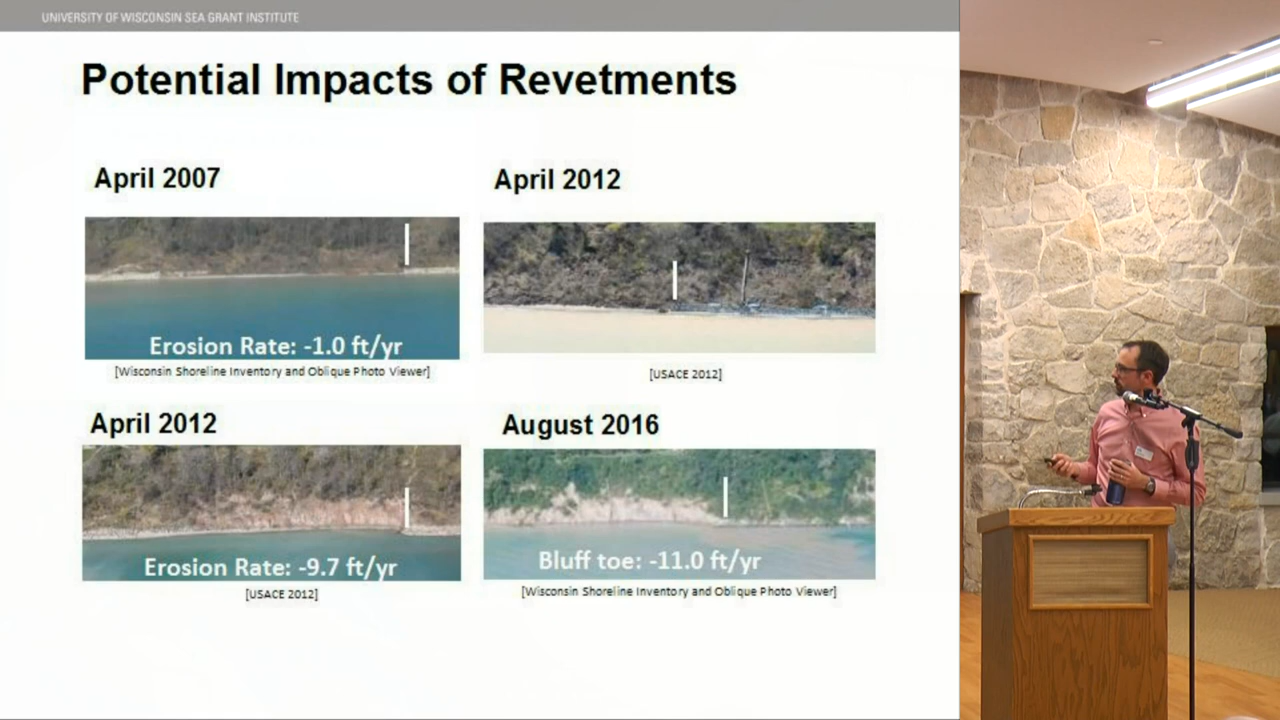 UNIVERSITY OF WISCONSIN SEA GRANT INSTITUTE
Potential Impacts of Revetments
April 2007
April 2012
Erosion Rate: -1.0 ft/yr
[Wisconsin Shoreline Inventory and Oblique Photo Viewer]
[USACE 2012]
April 2012
August 2016
Erosion Rate: -9.7 ft/yr
Bluff toe: -11.0 ft/yr
[USACE 2012]
[Wisconsin Shoreline Inventory and Oblique Photo Viewer]